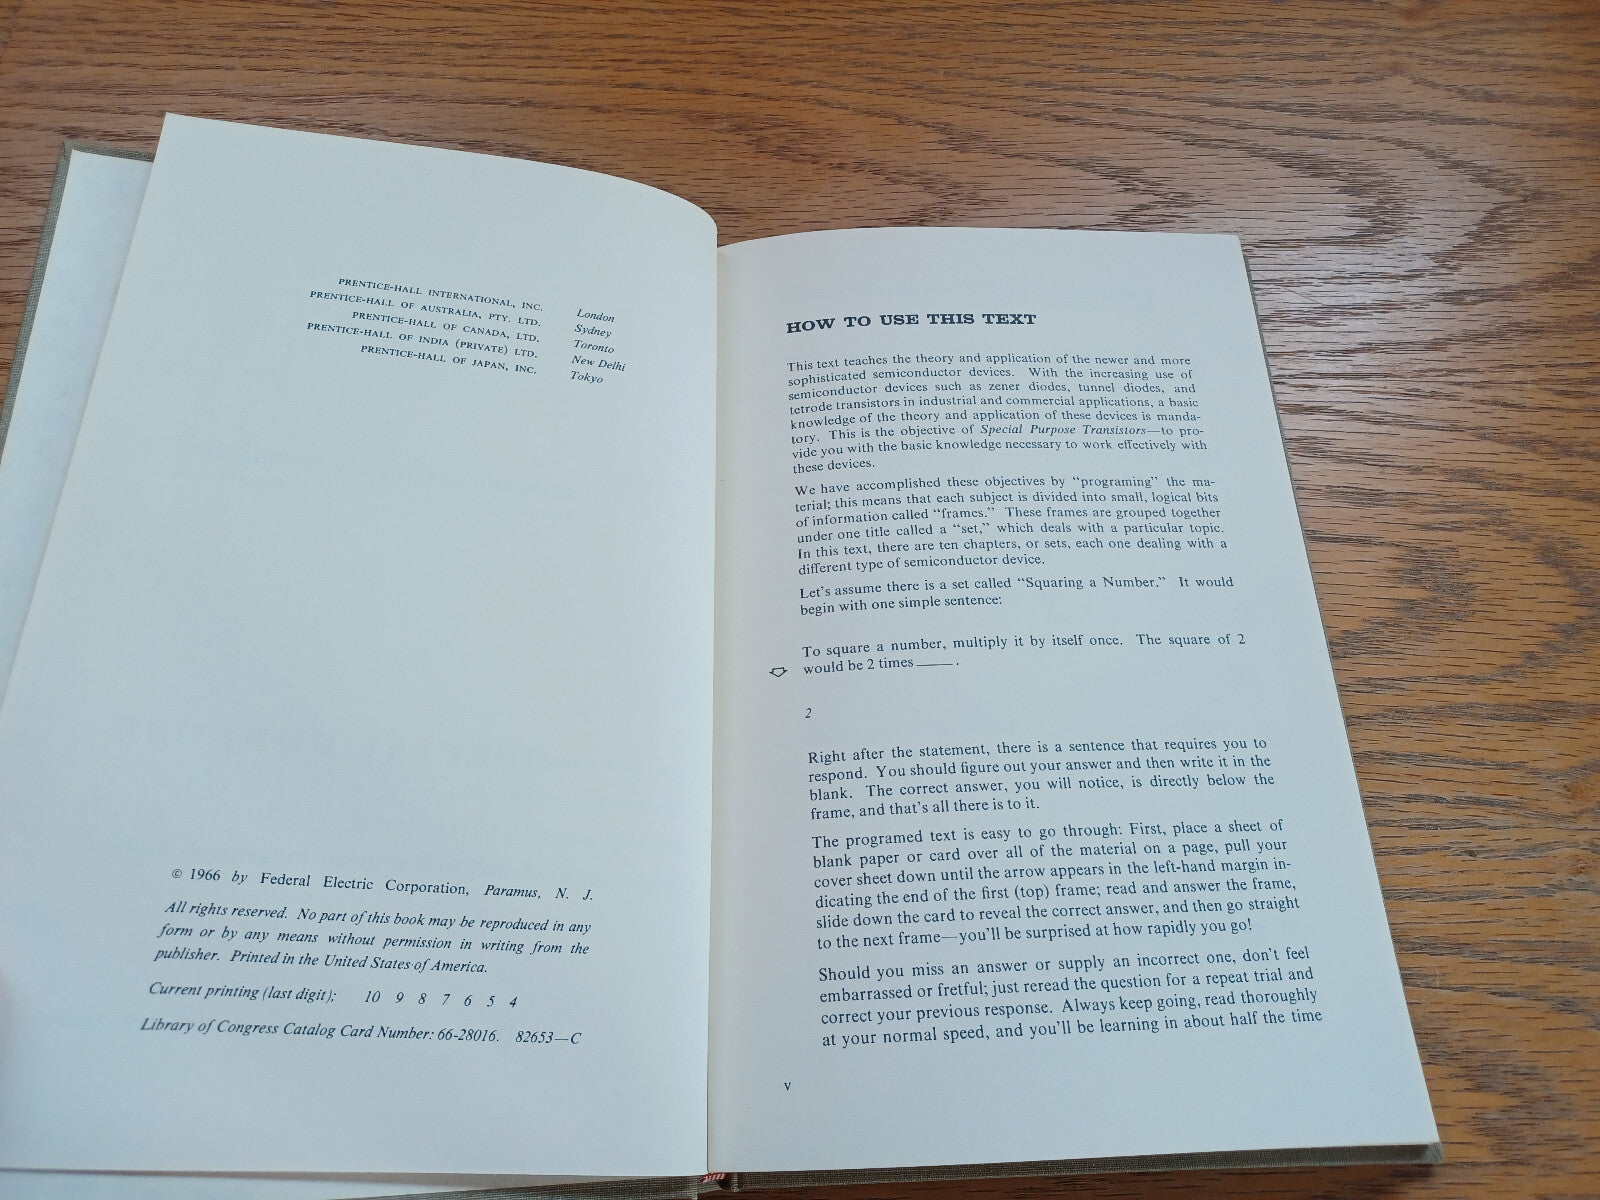 PRENTICE-HALL INTERNATIONAL, INC. London
PRENTICE-HALL OF AUSTRALIA, PTY. LTD. Sydney
PRENTICE-HALL OF CANADA, LTD. Toronto
PRENTICE-HALL OF INDIA (PRIVATE) LTD. New Delhi
PRENTICE-HALL OF JAPAN, INC. Tokyo
© 1966 by Federal Electric Corporation, Paramus, N. J.
All rights reserved. No part of this book may be reproduced in any
form or by any means without permission in writing from the
publisher. Printed in the United States of America.
Current printing (last digit);  10 9 8 7 6 5 4
Library of Congress Catalog Card Number: 66-28016. 82653—C
HOW TO USE THIS TEXT
This text teaches the theory and application of the newer and more
sophisticated semiconductor devices. With the increasing use of
semiconductor devices such as zener diodes, tunnel diodes, and
tetrode transistors in industrial and commercial applications, a basic
knowledge of the theory and application of these devices is manda-
tory. This is the objective of Special Purpose Transistors—to pro-
vide you with the basic knowledge necessary to work effectively with
these devices.
We have accomplished these objectives by “programing” the ma-
terial; this means that each subject is divided into small, logical bits
of information called “frames.” These frames are grouped together
under one title called a “set,” which deals with a particular topic.
In this text, there are ten chapters, or sets, each one dealing with a
different type of semiconductor device.
Let's assume there is a set called “Squaring a Number.” It would
begin with one simple sentence:
To square a number, multiply it by itself once. The square of 2
would be 2 times _____.
2
Right after the statement, there is a sentence that requires you to
respond. You should figure out your answer and then write it in the
blank. The correct answer, you will notice, is directly below the
frame, and that's all there is to it.
The programed text is easy to go through: First, place a sheet of
blank paper or card over all of the material on a page, pull your
cover sheet down until the arrow appears in the left-hand margin in-
dicating the end of the first (top) frame; read and answer the frame,
slide down the card to reveal the correct answer, and then go straight
to the next frame—you'll be surprised at how rapidly you go!
Should you miss an answer or supply an incorrect one, don't feel
embarrassed or fretful; just reread the question for a repeat trial and
correct your previous response. Always keep going, read thoroughly
at your normal speed, and you'll be learning in about half the time
v